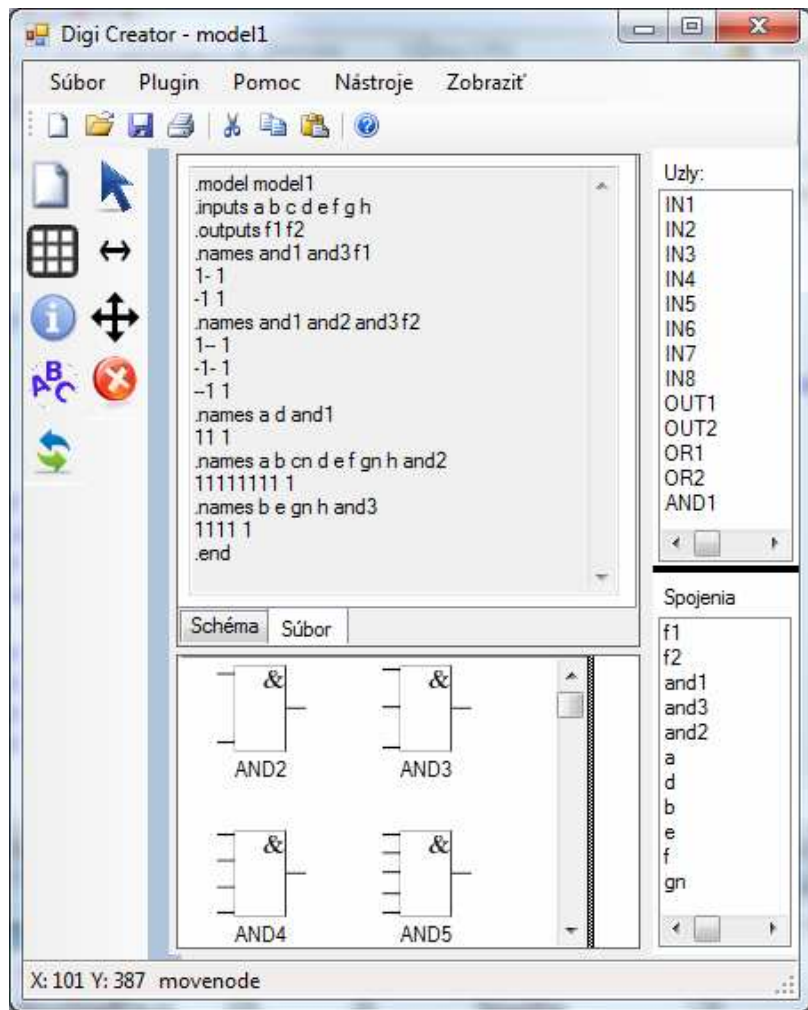 Digi Creator - model1
Súbor Plugin Pomoc Nástroje Zobraziť
ABC
.model model1
.inputs a b c d e f g h
.outputs f1 f2
.names and1 and3 f1
1- 1
-1 1
.names and1 and2 and3 f2
1-- 1
-1- 1
--1 1
.names a d and1
11 1
.names a b cn d e f gn h and2
11111111 1
.names b e gn h and3
1111 1
.end
Schéma Súbor
& &
AND2 AND3
& &
AND4 AND5
Uzly:
IN1
IN2
IN3
IN4
IN5
IN6
IN7
IN8
OUT1
OUT2
OR1
OR2
AND1
Spojenia
f1
f2
and1
and3
and2
a
d
b
e
f
gn
X: 101 Y: 387 movenode